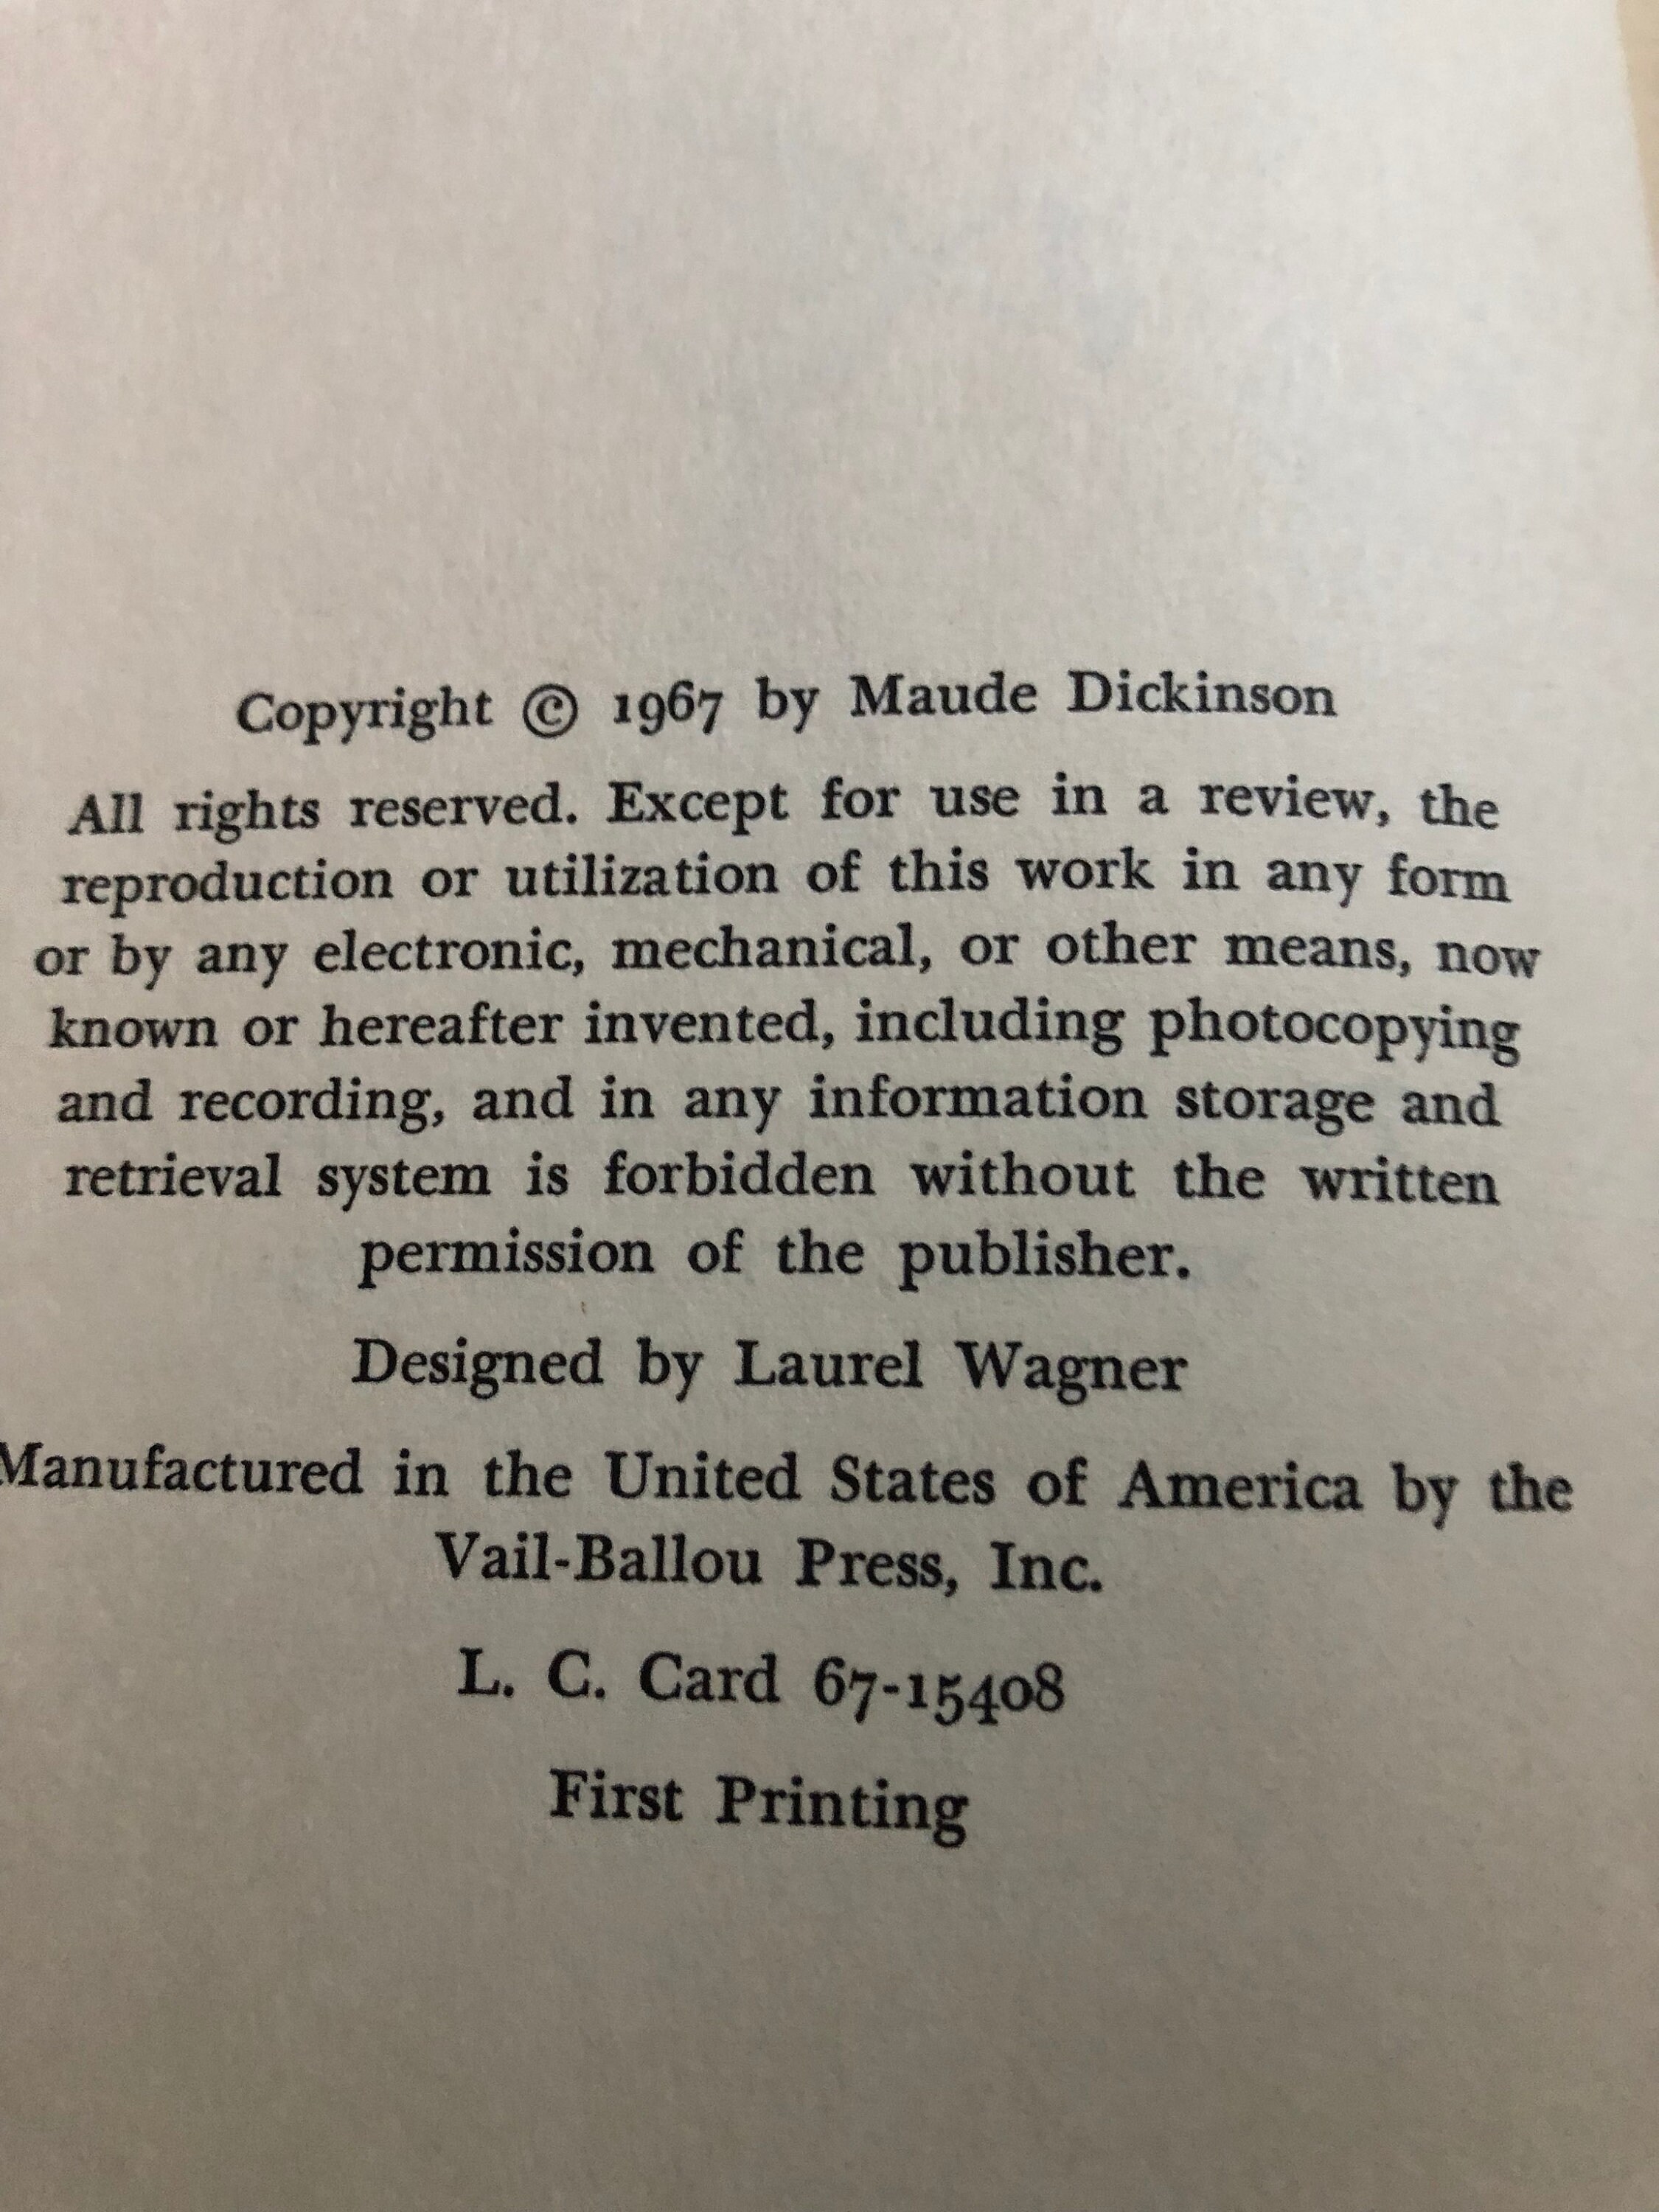 Copyright © 1967 by Maude Dickinson
All rights reserved. Except for use in a review, the
reproduction or utilization of this work in any form
or by any electronic, mechanical, or other means, now
known or hereafter invented, including photocopying
and recording, and in any information storage and
retrieval system is forbidden without the written
permission of the publisher.
Designed by Laurel Wagner
Manufactured in the United States of America by the
Vail-Ballou Press, Inc.
L. C. Card 67-15408
First Printing